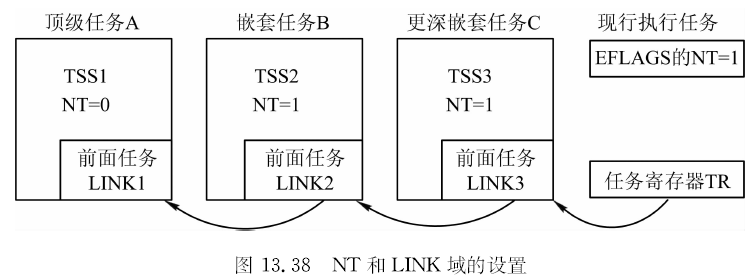 顶级任务A
嵌套任务B
更深嵌套任务C
现行执行任务
TSS1
NT=0
前面任务
LINK1
TSS2
NT=1
前面任务
LINK2
TSS3
NT=1
前面任务
LINK3
EFLAGS的NT=1
任务寄存器TR
图 13.38 NT 和 LINK 域的设置